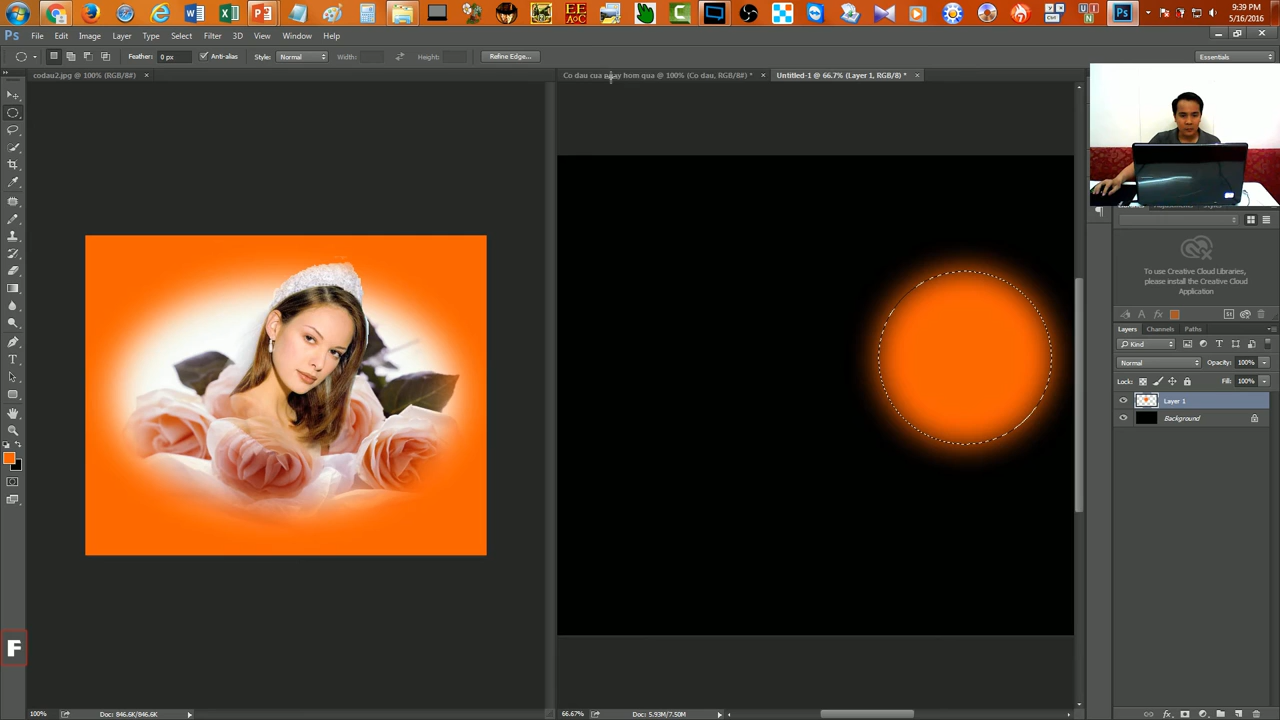 9:39 PM
5/16/2016
Ps File Edit Image Layer Type Select Filter 3D View Window Help
Feather: 0 px Anti-alias Style: Normal Width: Height: Refine Edge... Essentials
codau2.jpg @ 100% (RGB/8#) Co dau cua ngay hom qua @ 100% (Co dau, RGB/8#) * Untitled-1 @ 66.7% (Layer 1, RGB/8) *
To use Creative Cloud Libraries,
please install the Creative Cloud
Application
Layers Channels Paths
Kind
Normal Opacity: 100%
Lock: Fill: 100%
Layer 1
Background
F
100% Doc: 846.6K/846.6K 66.67% Doc: 5.93M/7.50M